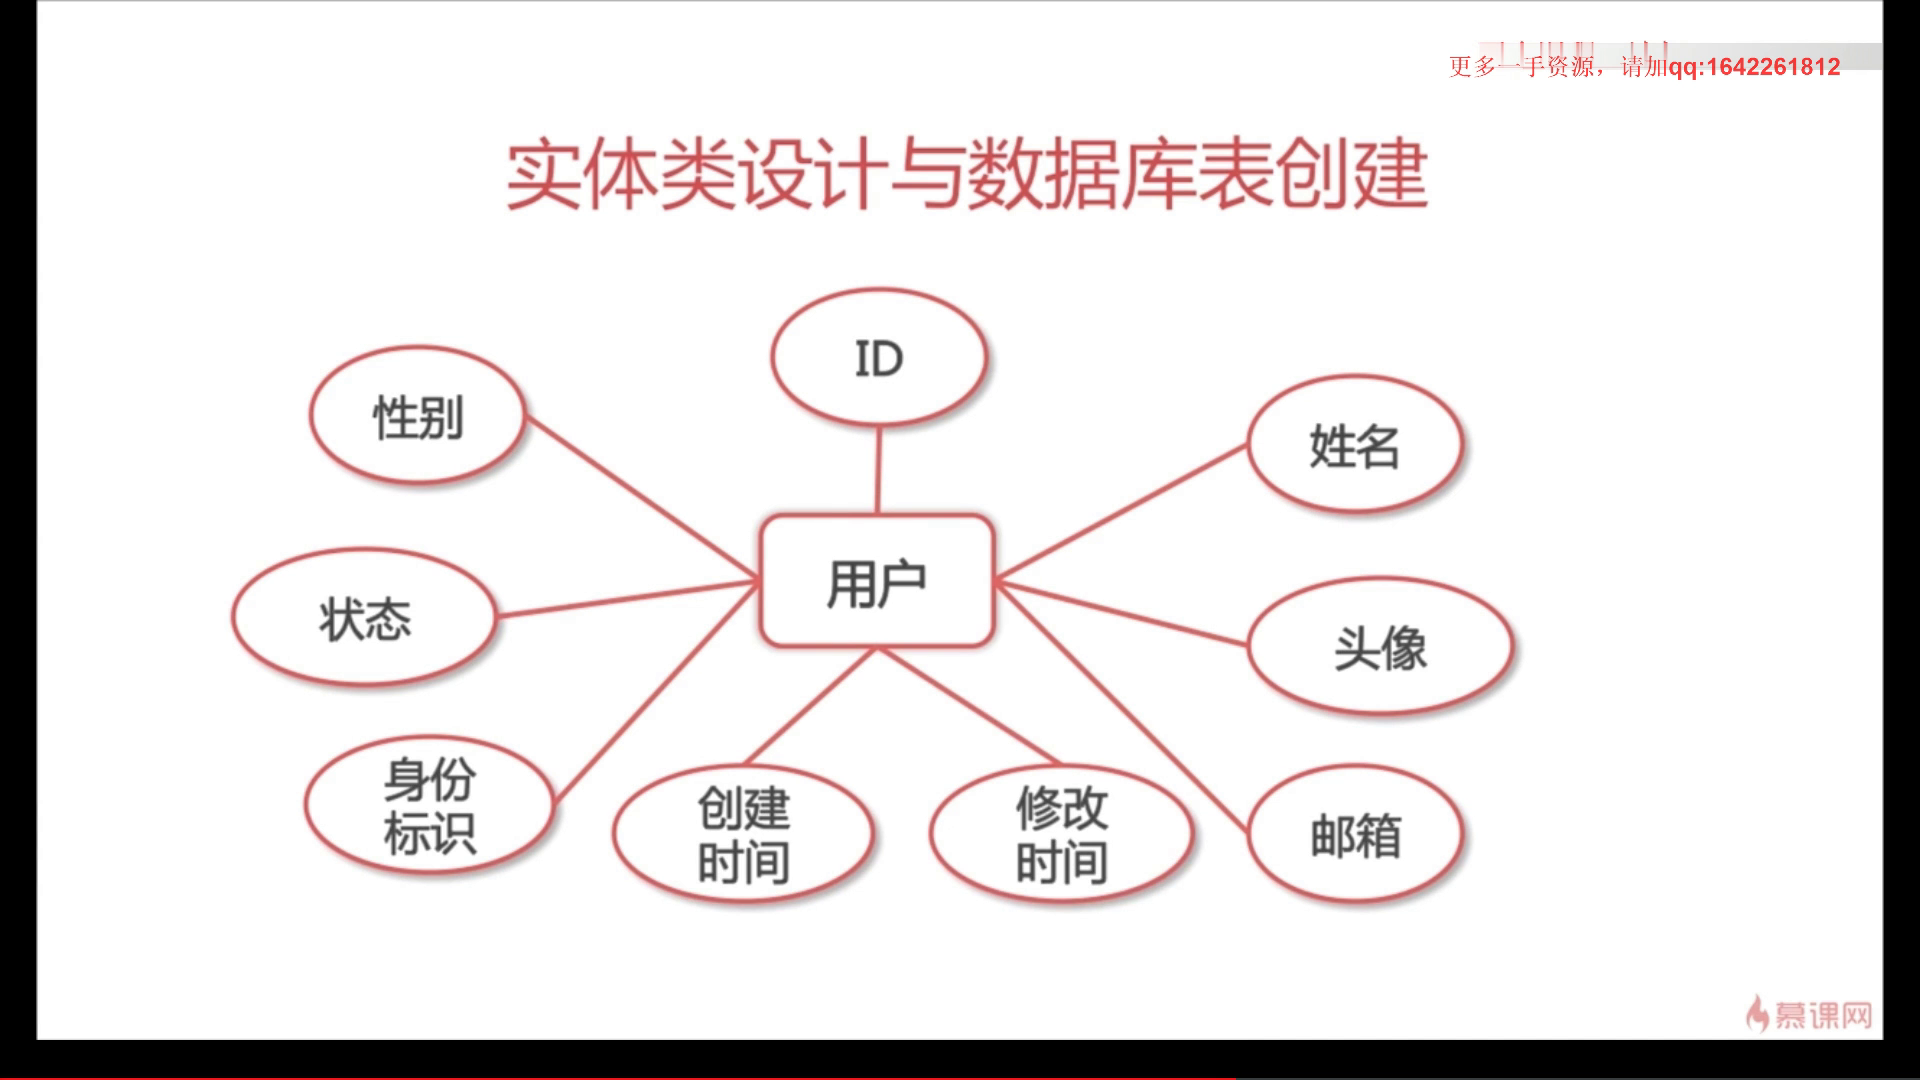 更多一手资源，请加qq:1642261812
实体类设计与数据库表创建
ID
性别
姓名
用户
状态
头像
身份
标识
创建
时间
修改
时间
邮箱
慕课网